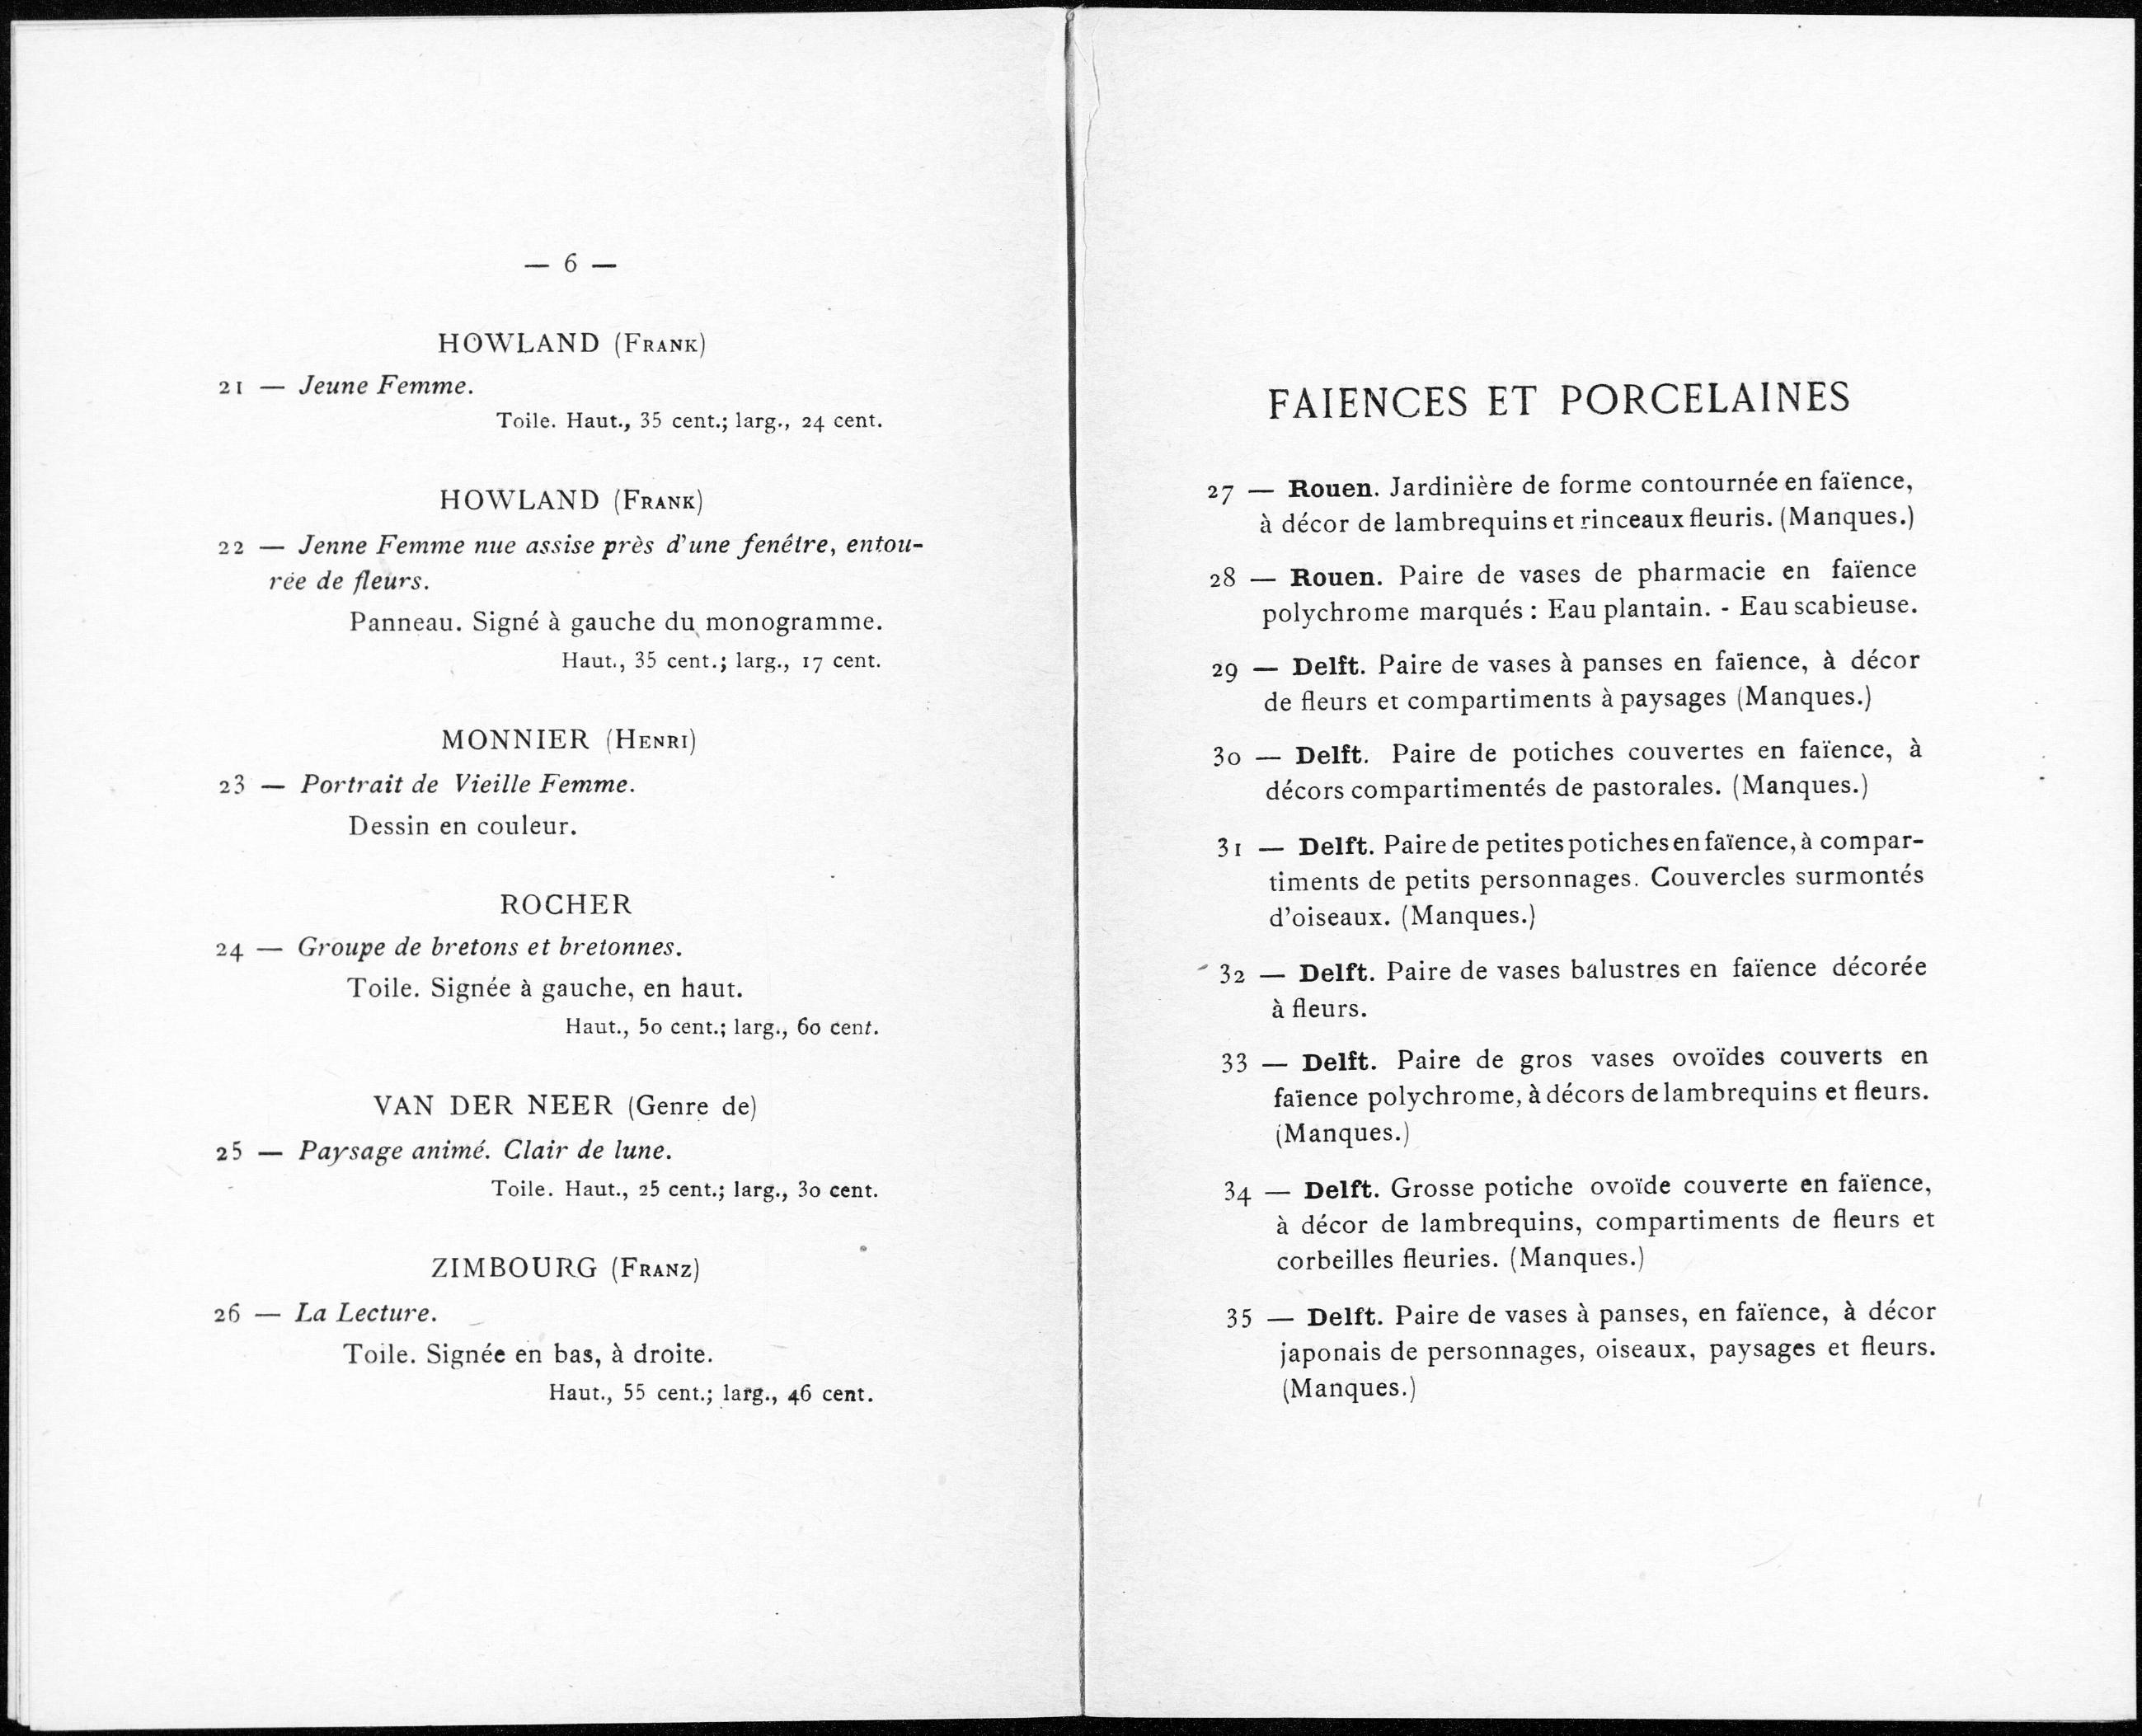 — 6 —
HOWLAND (FRANK)
21 — Jeune Femme.
Toile. Haut., 35 cent.; larg., 24 cent.
HOWLAND (FRANK)
22 — Jenne Femme nue assise près d'une fenêtre, entou-
rée de fleurs.
Panneau. Signé à gauche du monogramme.
Haut., 35 cent.; larg., 17 cent.
MONNIER (HENRI)
23 — Portrait de Vieille Femme.
Dessin en couleur.
ROCHER
24 — Groupe de bretons et bretonnes.
Toile. Signée à gauche, en haut.
Haut., 50 cent.; larg., 60 cent.
VAN DER NEER (Genre de)
25 — Paysage animé. Clair de lune.
Toile. Haut., 25 cent.; larg., 30 cent.
ZIMBOURG (FRANZ)
26 — La Lecture.
Toile. Signée en bas, à droite.
Haut., 55 cent.; larg., 46 cent.
FAIENCES ET PORCELAINES
27 — Rouen. Jardinière de forme contournée en faïence,
à décor de lambrequins et rinceaux fleuris. (Manques.)
28 — Rouen. Paire de vases de pharmacie en faïence
polychrome marqués : Eau plantain. - Eau scabieuse.
29 — Delft. Paire de vases à panses en faïence, à décor
de fleurs et compartiments à paysages (Manques.)
30 — Delft. Paire de potiches couvertes en faïence, à
décors compartimentés de pastorales. (Manques.)
31 — Delft. Paire de petites potiches en faïence, à compar-
timents de petits personnages. Couvercles surmontés
d'oiseaux. (Manques.)
32 — Delft. Paire de vases balustres en faïence décorée
à fleurs.
33 — Delft. Paire de gros vases ovoïdes couverts en
faïence polychrome, à décors de lambrequins et fleurs.
(Manques.)
34 — Delft. Grosse potiche ovoïde couverte en faïence,
à décor de lambrequins, compartiments de fleurs et
corbeilles fleuries. (Manques.)
35 — Delft. Paire de vases à panses, en faïence, à décor
japonais de personnages, oiseaux, paysages et fleurs.
(Manques.)